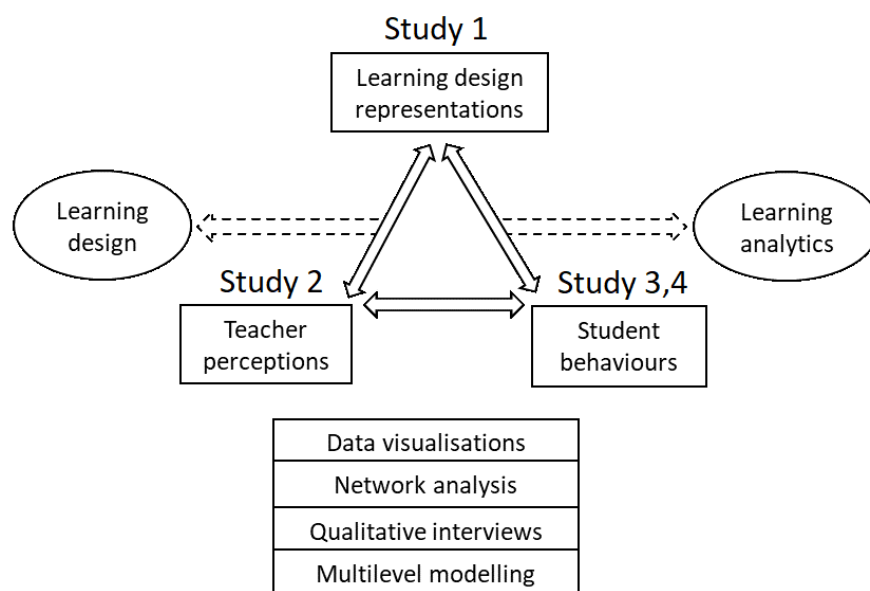 Study 1
Learning design
representations
Learning
design
Learning
analytics
Study 2
Study 3,4
Teacher
perceptions
Student
behaviours
Data visualisations
Network analysis
Qualitative interviews
Multilevel modelling